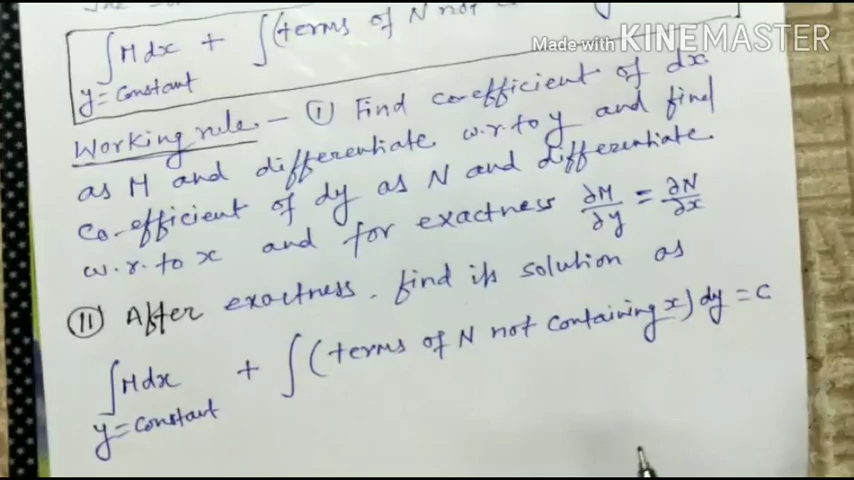 ∫M dx + ∫(terms of N not
y = constant
Made with KINEMASTER
Working rule - (I) Find co-efficient of dx
as M and differentiate w.r. to y and find
co-efficient of dy as N and differentiate
w.r. to x and for exactness ∂M/∂y = ∂N/∂x
(II) After exactness, find its solution as
∫M dx + ∫(terms of N not containing x) dy = c
y = constant